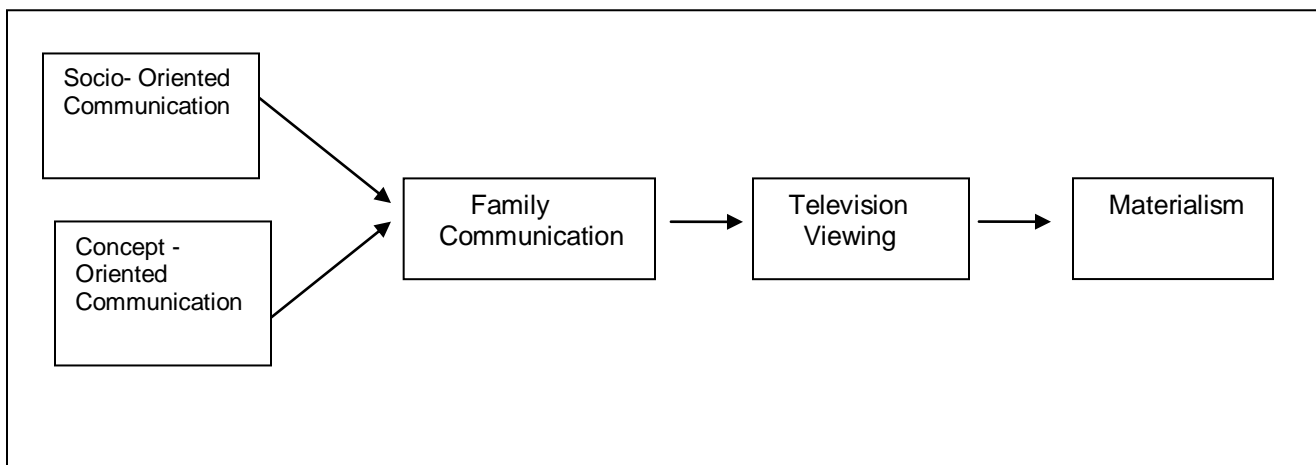 Socio- Oriented
Communication
Concept -
Oriented
Communication
Family
Communication
Television
Viewing
Materialism